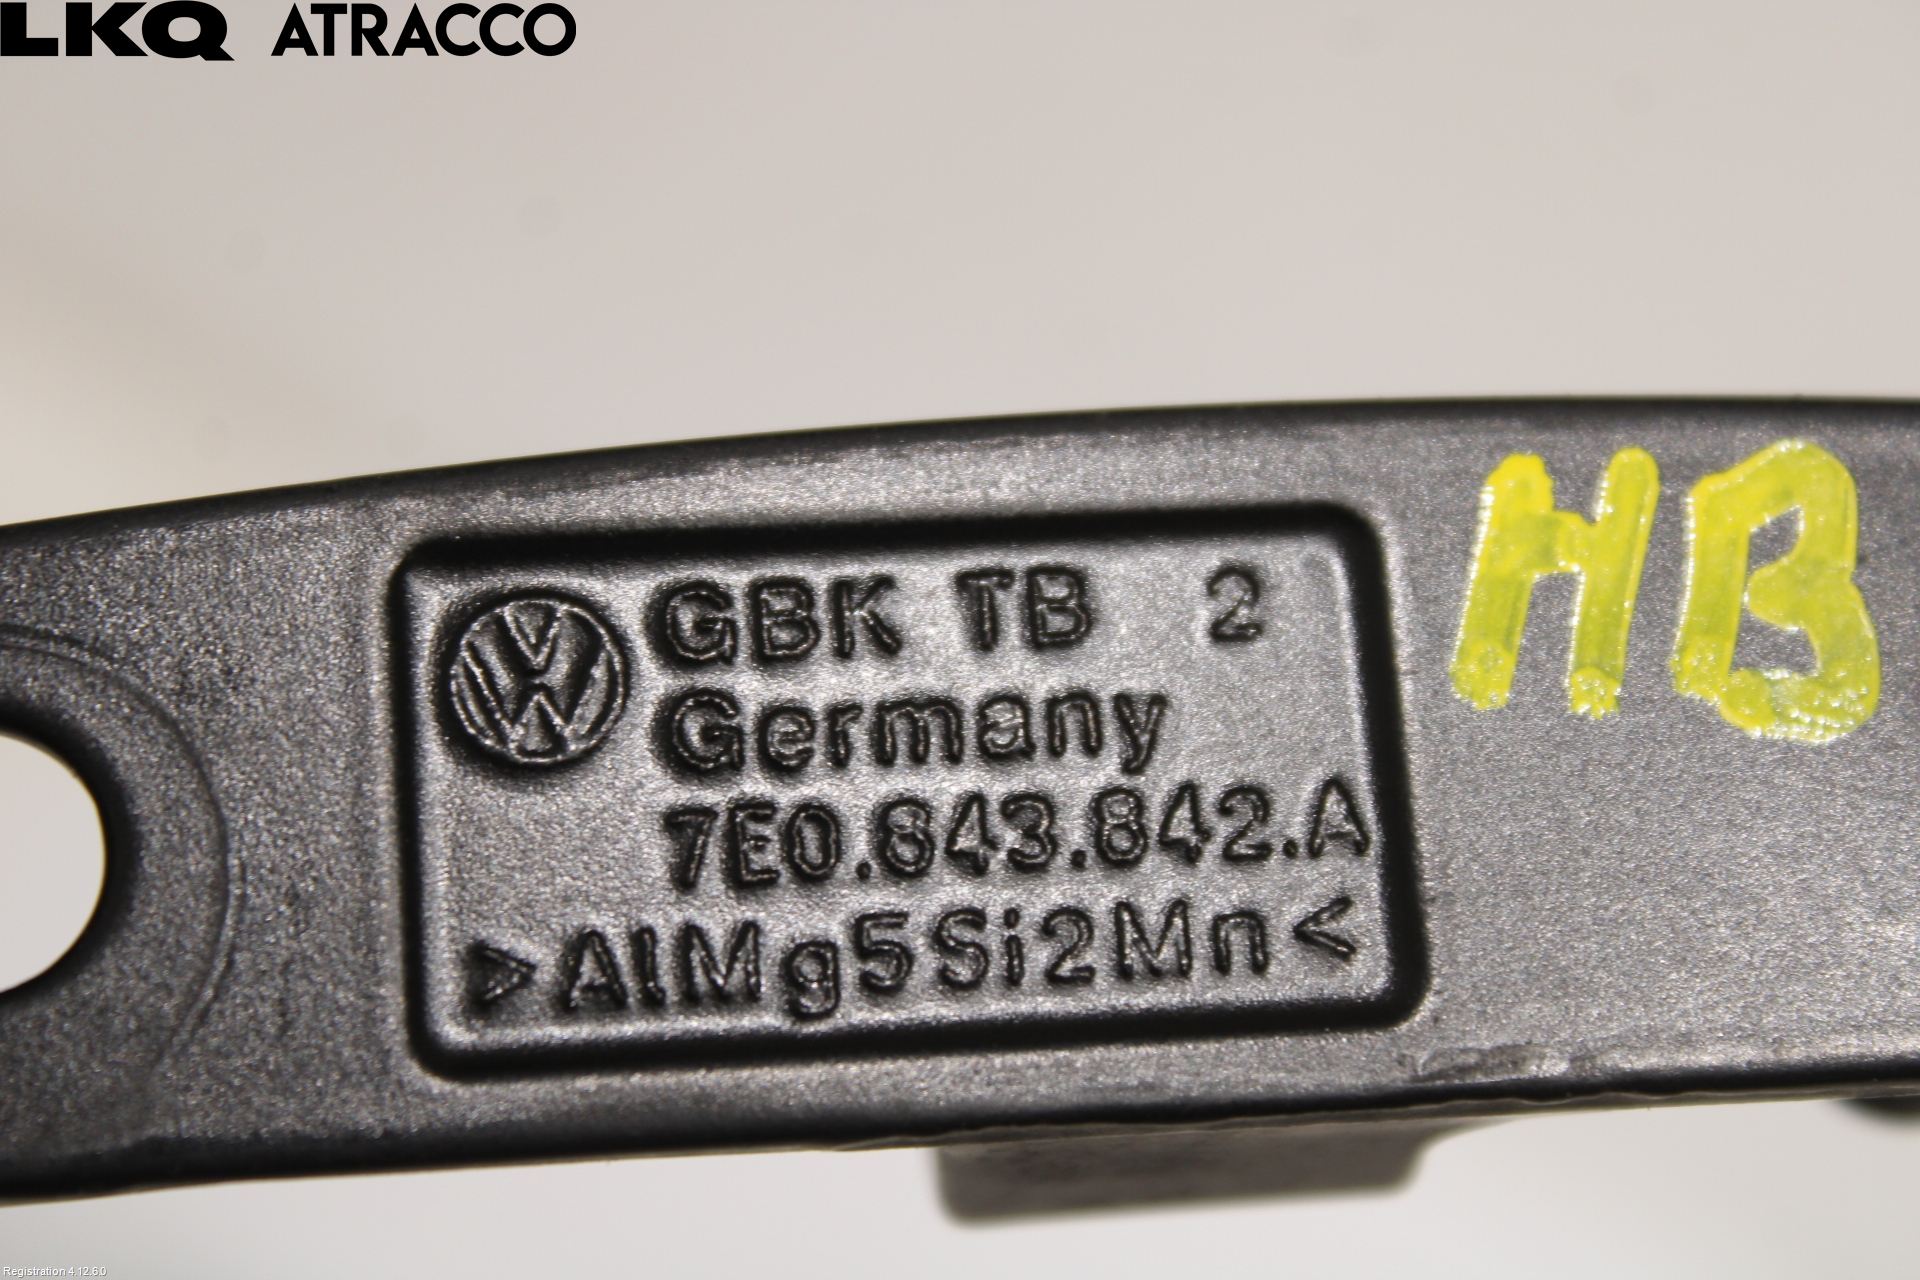 LKQ ATRACCO
HB
GBK TB 2
Germany
7E0.843.842.A
>AlMg5Si2Mn<
Registration 4.12.6.0